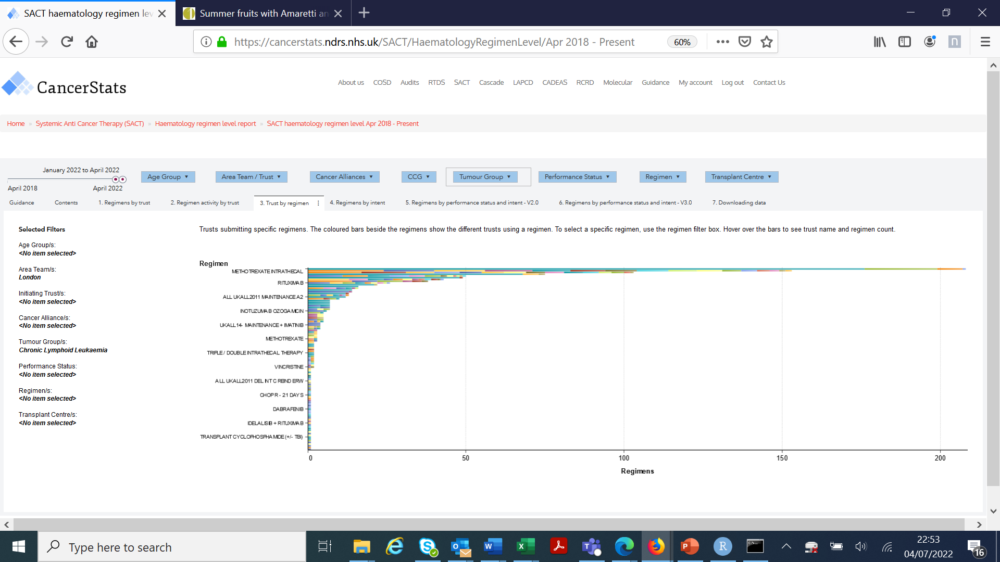 SACT haematology regimen lev
Summer fruits with Amaretti an
https://cancerstats.ndrs.nhs.uk/SACT/HaematologyRegimenLevel/Apr 2018 - Present
60%
n
CancerStats
About us COSD Audits RTDS SACT Cascade LAPCD CADEAS RCRD Molecular Guidance My account Log out Contact Us
Home » Systemic Anti Cancer Therapy (SACT) » Haematology regimen level report » SACT haematology regimen level Apr 2018 - Present
January 2022 to April 2022
April 2018 April 2022
Age Group Area Team / Trust Cancer Alliances CCG Tumour Group Performance Status Regimen Transplant Centre
Guidance Contents 1. Regimens by trust 2. Regimen activity by trust 3. Trust by regimen 4. Regimens by intent 5. Regimens by performance status and intent - V2.0 6. Regimens by performance status and intent - V3.0 7. Downloading data
Selected Filters
Age Group/s:
<No item selected>
Area Team/s:
London
Initiating Trust/s:
<No item selected>
Cancer Alliance/s:
<No item selected>
Tumour Group/s:
Chronic Lymphoid Leukaemia
Performance Status:
<No item selected>
Regimen/s:
<No item selected>
Transplant Centre/s:
<No item selected>
Trusts submitting specific regimens. The coloured bars beside the regimens show the different trusts using a regimen. To select a specific regimen, use the regimen filter box. Hover over the bars to see trust name and regimen count.
Regimen
METHOTREXATE INTRATHECAL
RITUXIMAB
ALL UKALL2011 MAINTENANCE A2
INOTUZUMAB OZOGAMICIN
UKALL 14- MAINTENANCE + IMATINIB
METHOTREXATE
TRIPLE / DOUBLE INTRATHECAL THERAPY
VINCRISTINE
ALL UKALL2011 DEL INT C RBND ERW
CHOP R - 21 DAYS
DABRAFENIB
IDELALISIB + RITUXIMAB
TRANSPLANT CYCLOPHOSPHAMIDE (+/- TBI)
0 50 100 150 200
Regimens
Type here to search
22:53
04/07/2022
16